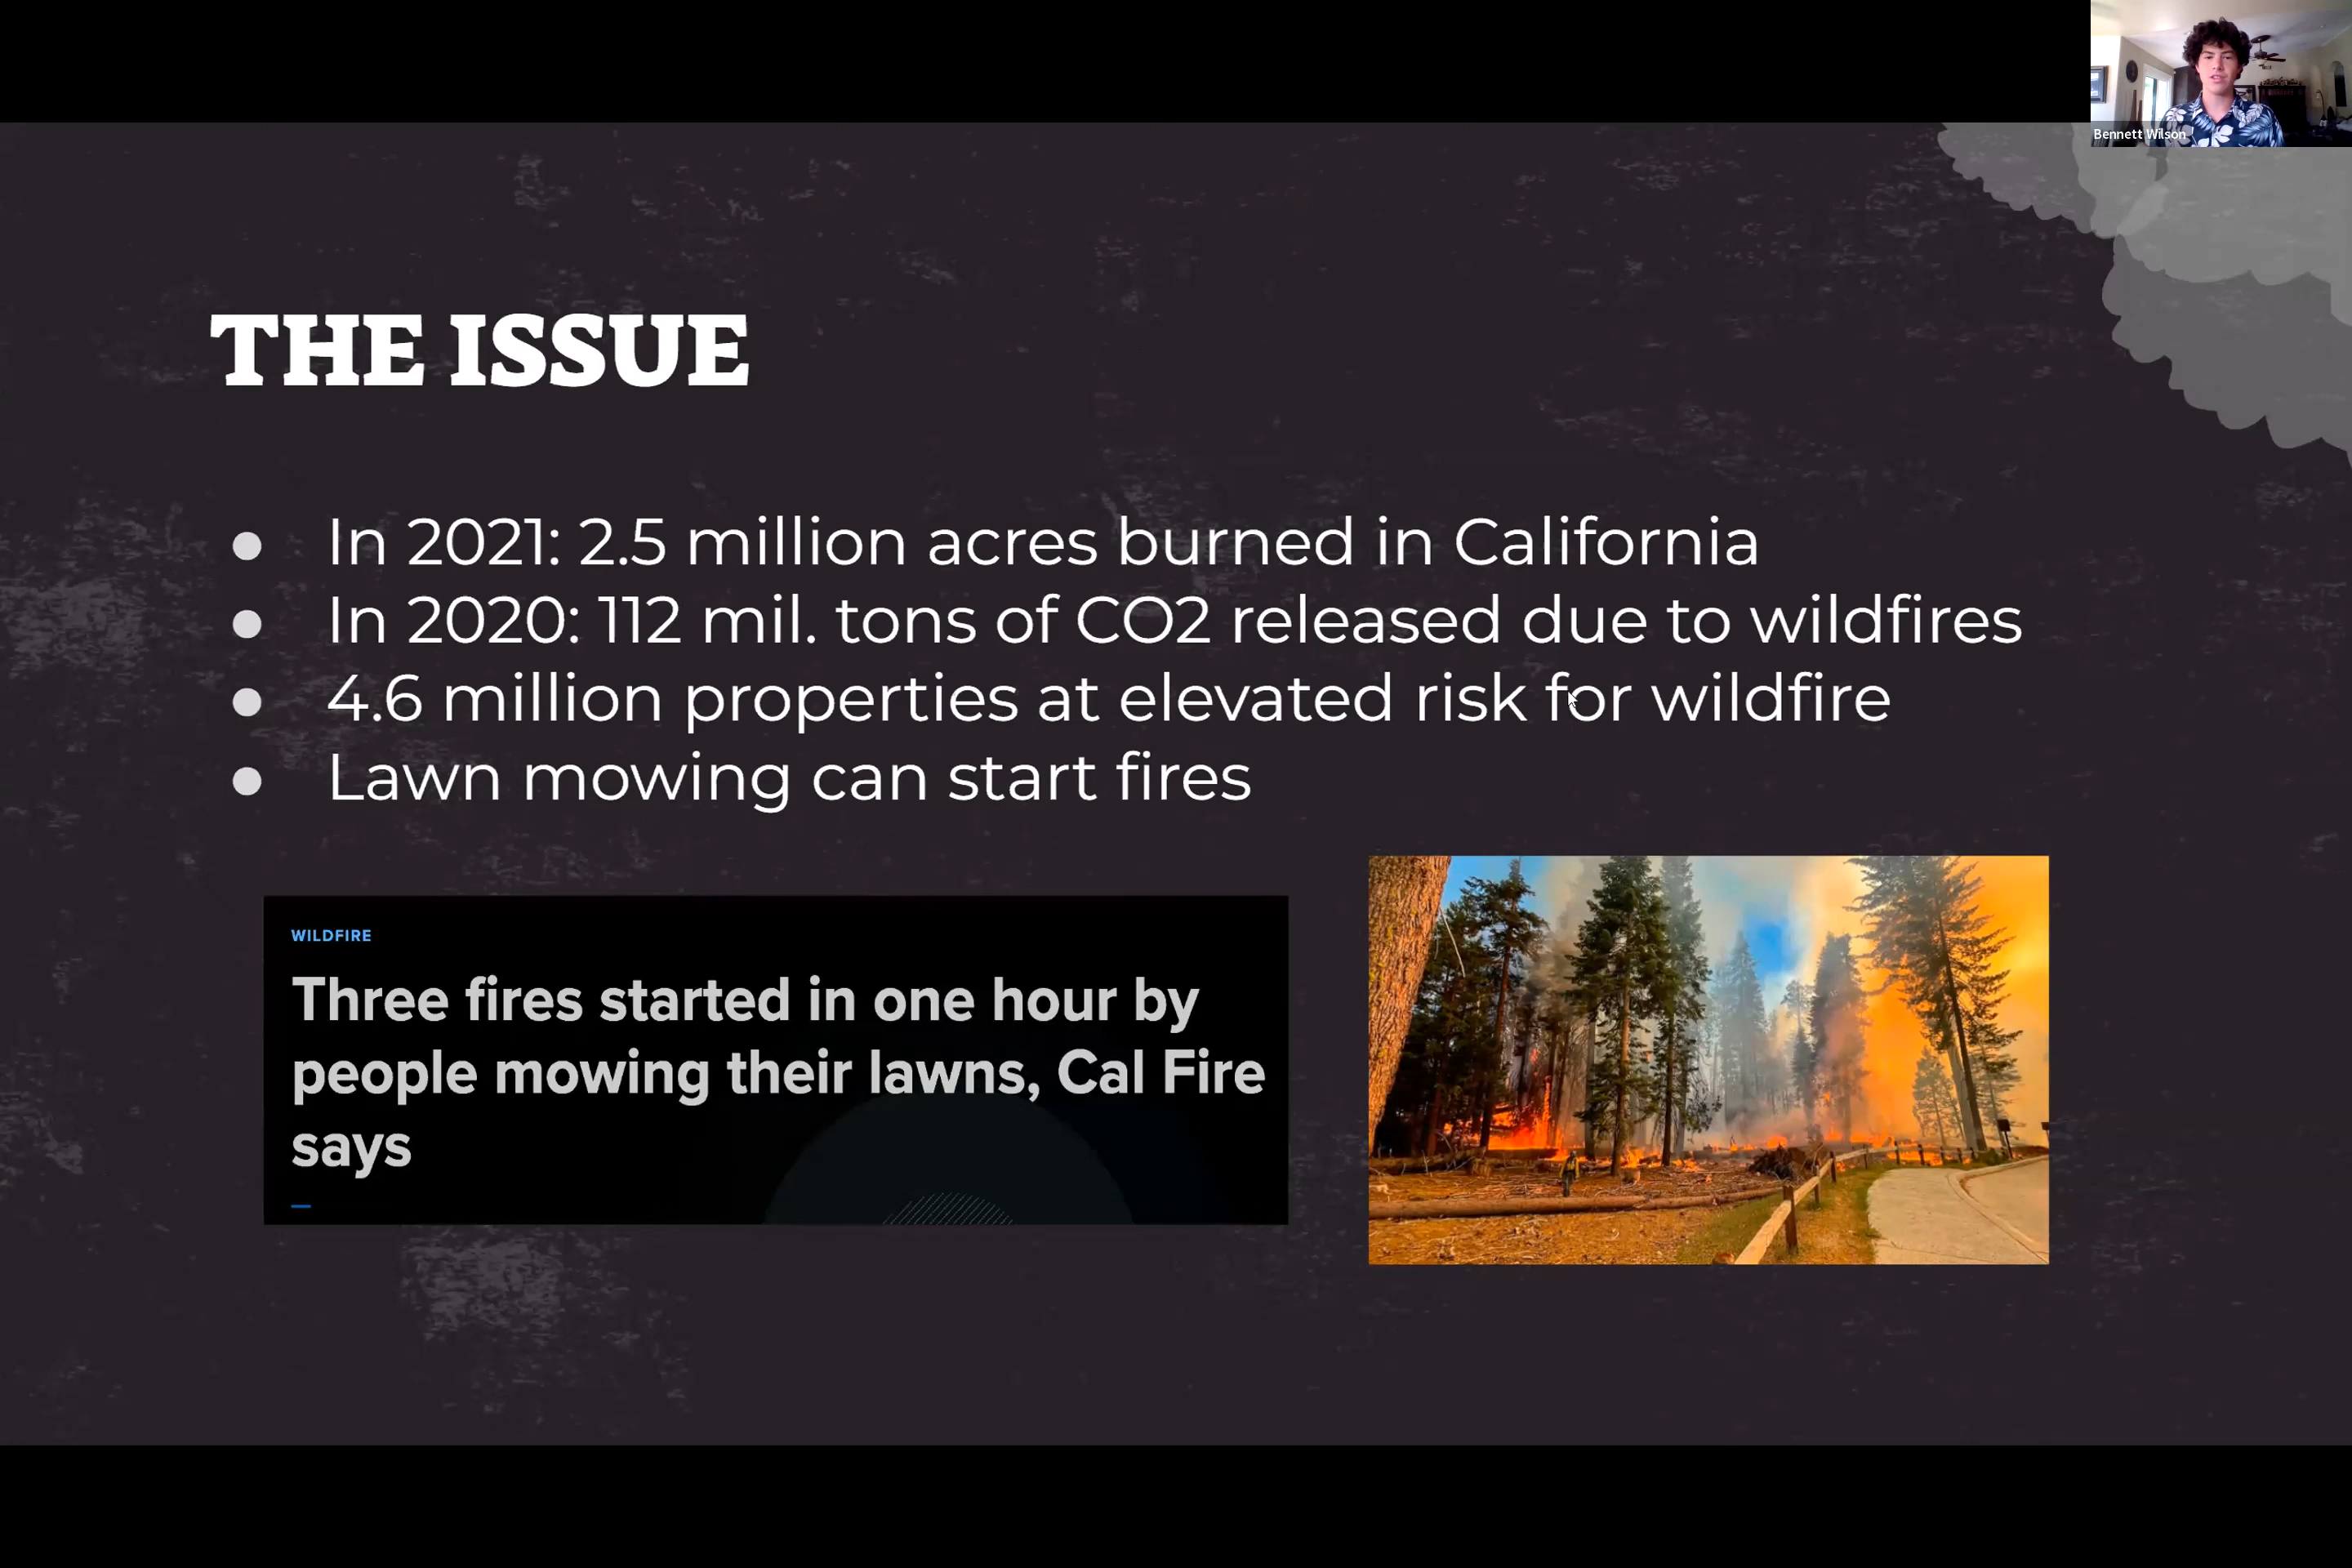 Bennett Wilson
THE ISSUE
● In 2021: 2.5 million acres burned in California
● In 2020: 112 mil. tons of CO2 released due to wildfires
● 4.6 million properties at elevated risk for wildfire
● Lawn mowing can start fires
WILDFIRE
Three fires started in one hour by
people mowing their lawns, Cal Fire
says